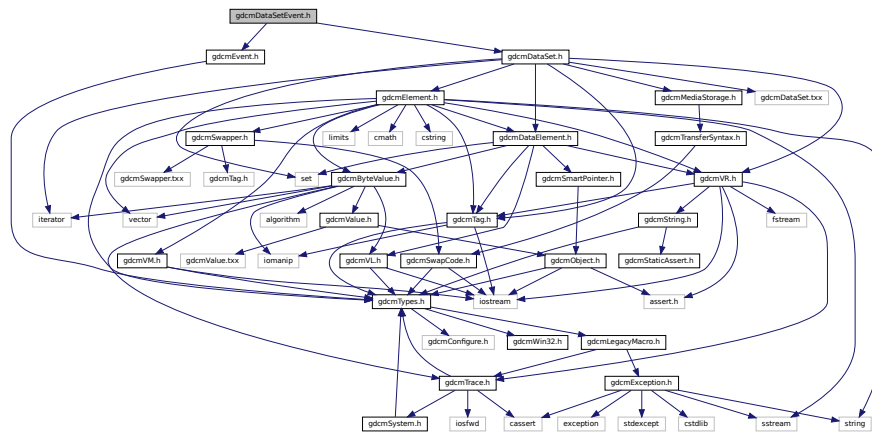 gdcmDataSetEvent.h
gdcmEvent.h
gdcmDataSet.h
gdcmElement.h
gdcmMediaStorage.h
gdcmDataSet.txx
gdcmSwapper.h
limits
cmath
cstring
gdcmDataElement.h
gdcmTransferSyntax.h
gdcmSwapper.txx
gdcmTag.h
set
gdcmByteValue.h
gdcmSmartPointer.h
gdcmVR.h
iterator
vector
algorithm
gdcmValue.h
gdcmTag.h
gdcmString.h
fstream
gdcmVM.h
gdcmValue.txx
iomanip
gdcmVL.h
gdcmSwapCode.h
gdcmObject.h
gdcmStaticAssert.h
gdcmTypes.h
iostream
assert.h
gdcmConfigure.h
gdcmWin32.h
gdcmLegacyMacro.h
gdcmTrace.h
gdcmException.h
gdcmSystem.h
iosfwd
cassert
exception
stdexcept
cstdlib
sstream
string